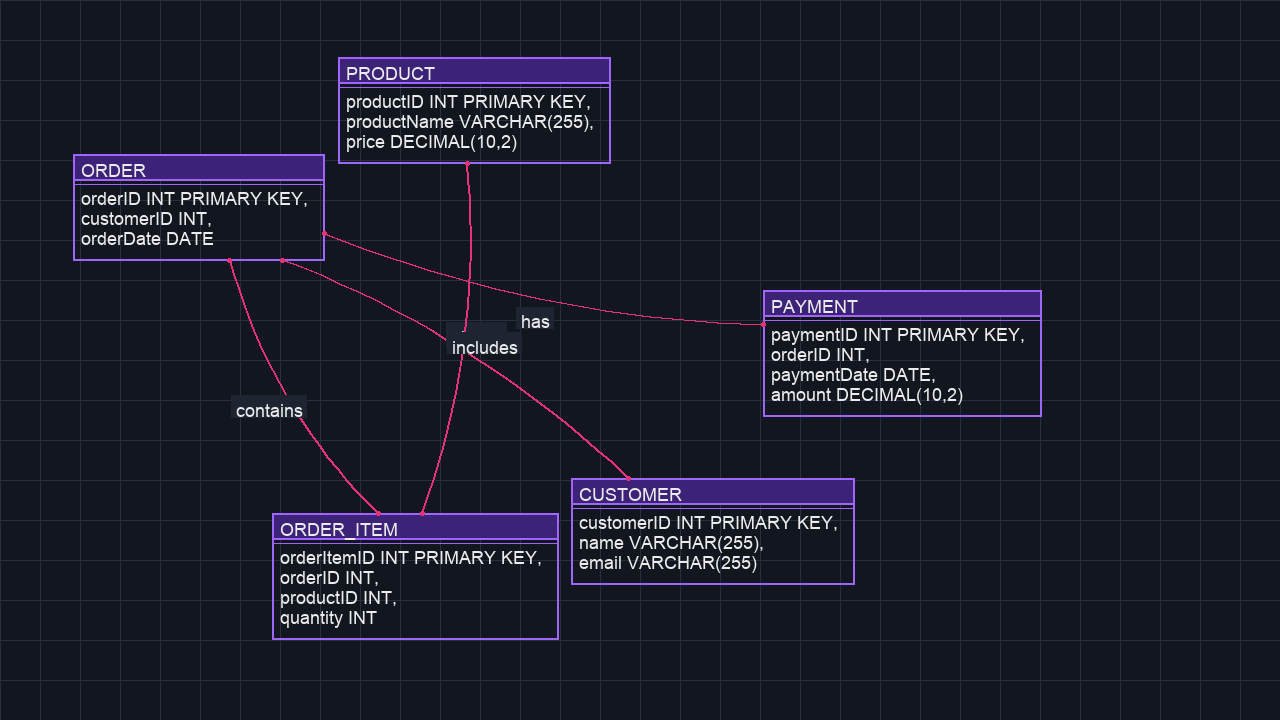 PRODUCT
productID INT PRIMARY KEY,
productName VARCHAR(255),
price DECIMAL(10,2)
ORDER
orderID INT PRIMARY KEY,
customerID INT,
orderDate DATE
PAYMENT
paymentID INT PRIMARY KEY,
orderID INT,
paymentDate DATE,
amount DECIMAL(10,2)
has
includes
contains
CUSTOMER
customerID INT PRIMARY KEY,
name VARCHAR(255),
email VARCHAR(255)
ORDER_ITEM
orderItemID INT PRIMARY KEY,
orderID INT,
productID INT,
quantity INT